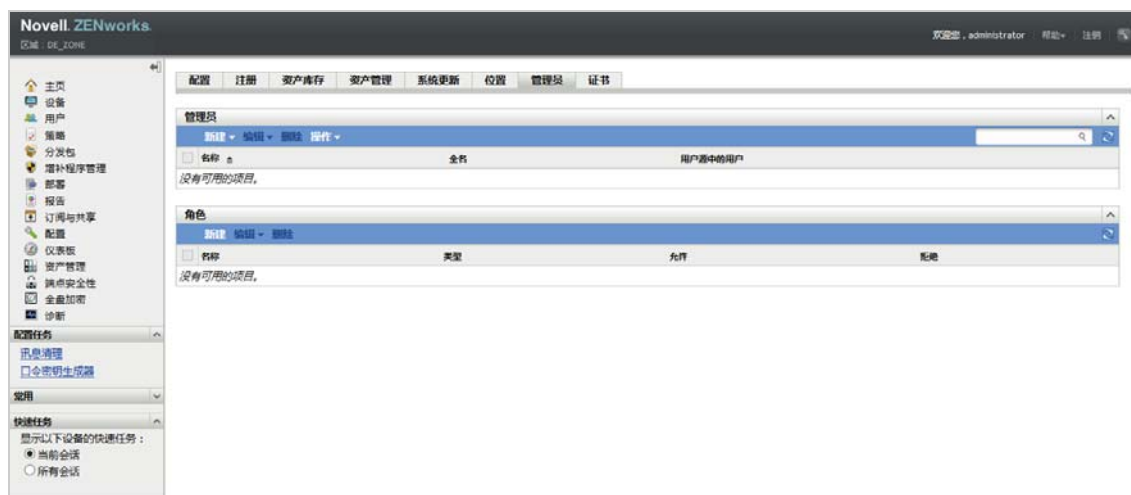 Novell. ZENworks.
区域：DE_ZONE
欢迎您，administrator 帮助 注销
主页
设备
用户
策略
分发包
增补程序管理
部署
报告
订阅与共享
配置
仪表板
资产管理
端点安全性
全盘加密
诊断
配置任务
讯息清理
口令密钥生成器
常用
快速任务
显示以下设备的快速任务：
当前会话
所有会话
配置 注册 资产库存 资产管理 系统更新 位置 管理员 证书
管理员
新建 编辑 删除 操作
名称 全名 用户源中的用户
没有可用的项目。
角色
新建 编辑 删除
名称 类型 允许 拒绝
没有可用的项目。